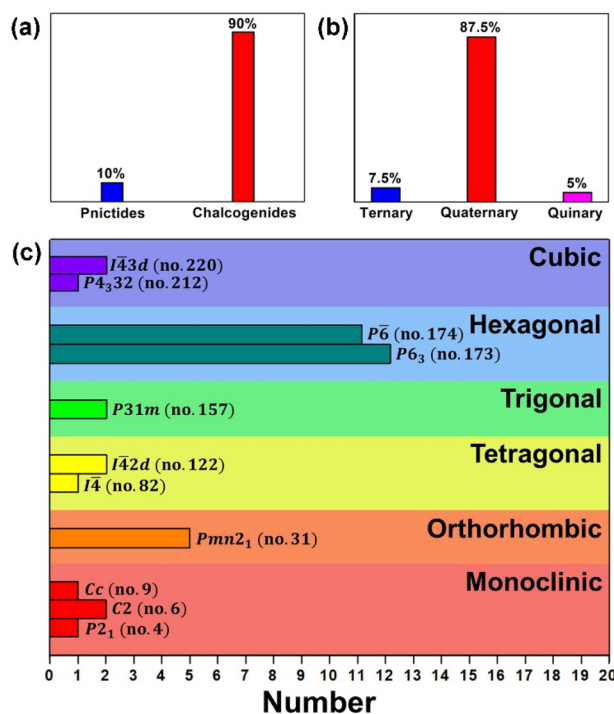 (a)
90%
10%
Pnictides Chalcogenides
(b)
87.5%
7.5%
5%
Ternary Quaternary Quinary
(c)
Cubic
I4̅3d (no. 220)
P4₃32 (no. 212)
Hexagonal
P6̅ (no. 174)
P6₃ (no. 173)
Trigonal
P31m (no. 157)
Tetragonal
I4̅2d (no. 122)
I4̅ (no. 82)
Orthorhombic
Pmn2₁ (no. 31)
Monoclinic
Cc (no. 9)
C2 (no. 6)
P2₁ (no. 4)
0 1 2 3 4 5 6 7 8 9 10 11 12 13 14 15 16 17 18 19 20
Number